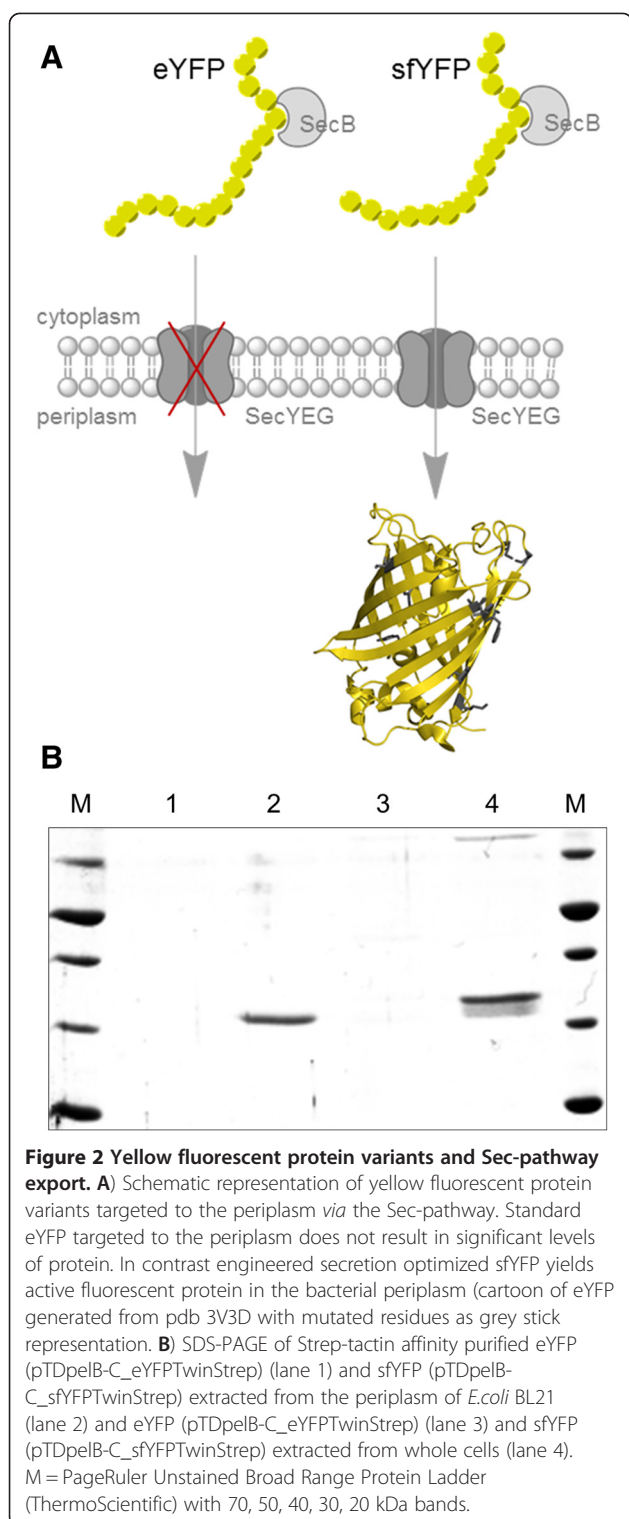 A
eYFP
sfYFP
SecB
SecB
cytoplasm
periplasm
SecYEG
SecYEG
B
M 1 2 3 4 M
Figure 2 Yellow fluorescent protein variants and Sec-pathway
export. A) Schematic representation of yellow fluorescent protein
variants targeted to the periplasm via the Sec-pathway. Standard
eYFP targeted to the periplasm does not result in significant levels
of protein. In contrast engineered secretion optimized sfYFP yields
active fluorescent protein in the bacterial periplasm (cartoon of eYFP
generated from pdb 3V3D with mutated residues as grey stick
representation. B) SDS-PAGE of Strep-tactin affinity purified eYFP
(pTDpelB-C_eYFPTwinStrep) (lane 1) and sfYFP (pTDpelB-
C_sfYFPTwinStrep) extracted from the periplasm of E.coli BL21
(lane 2) and eYFP (pTDpelB-C_eYFPTwinStrep) (lane 3) and sfYFP
(pTDpelB-C_sfYFPTwinStrep) extracted from whole cells (lane 4).
M = PageRuler Unstained Broad Range Protein Ladder
(ThermoScientific) with 70, 50, 40, 30, 20 kDa bands.